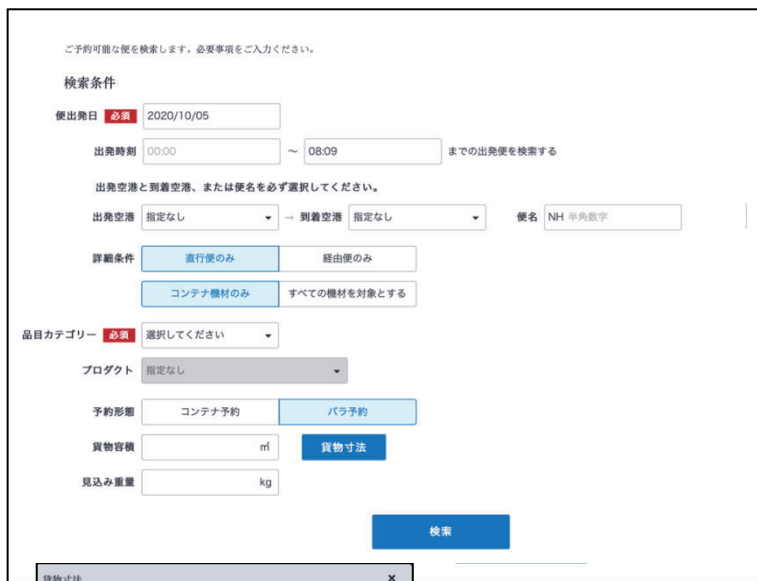 ご予約可能な便を検索します。必要事項をご入力ください。
検索条件
便出発日 必須 2020/10/05
出発時刻 00:00 ~ 08:09 までの出発便を検索する
出発空港と到着空港、または便名を必ず選択してください。
出発空港 指定なし → 到着空港 指定なし 便名 NH 半角数字
詳細条件 直行便のみ 経由便のみ
コンテナ機材のみ すべての機材を対象とする
品目カテゴリー 必須 選択してください
プロダクト 指定なし
予約形態 コンテナ予約 バラ予約
貨物容積 ㎥ 貨物寸法
見込み重量 kg
検索
貨物寸法 ×